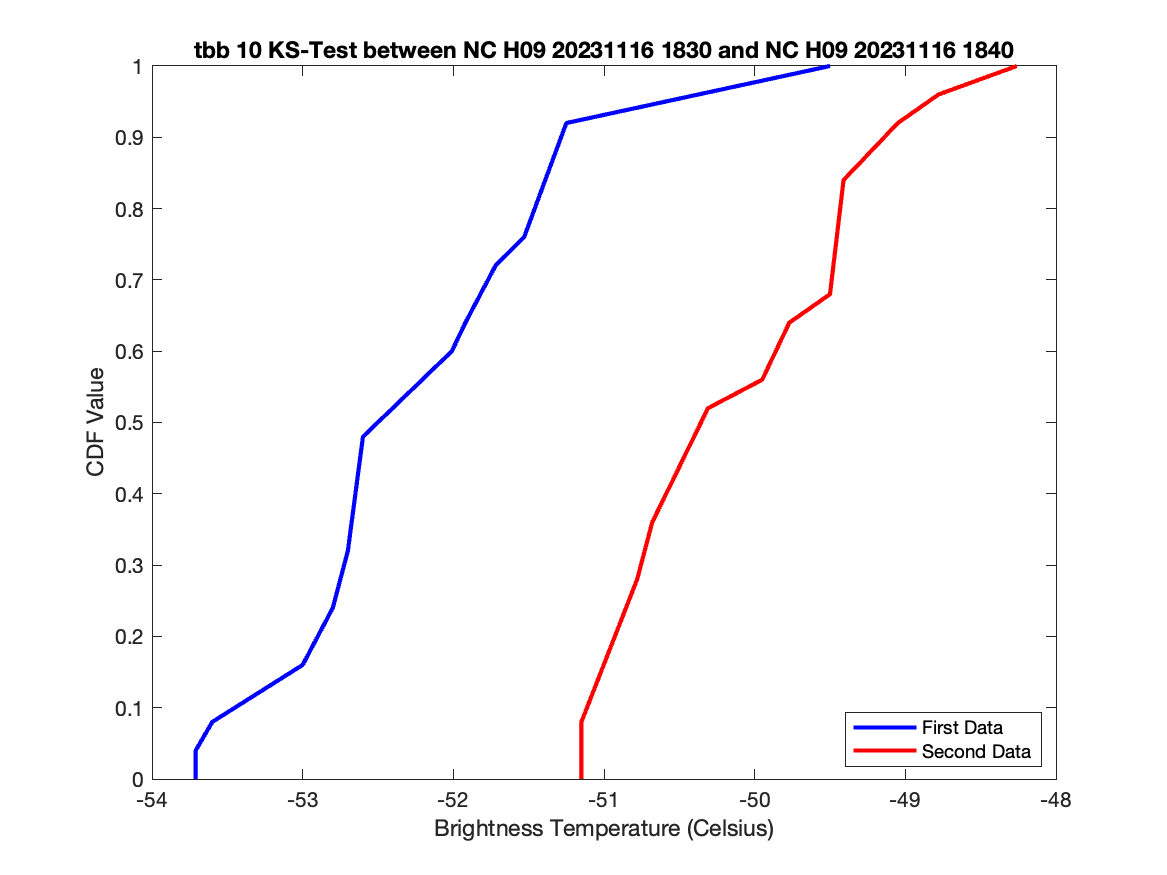 tbb 10 KS-Test between NC H09 20231116 1830 and NC H09 20231116 1840
1
0.9
0.8
0.7
0.6
0.5
0.4
0.3
0.2
0.1
0
CDF Value
First Data
Second Data
-54 -53 -52 -51 -50 -49 -48
Brightness Temperature (Celsius)